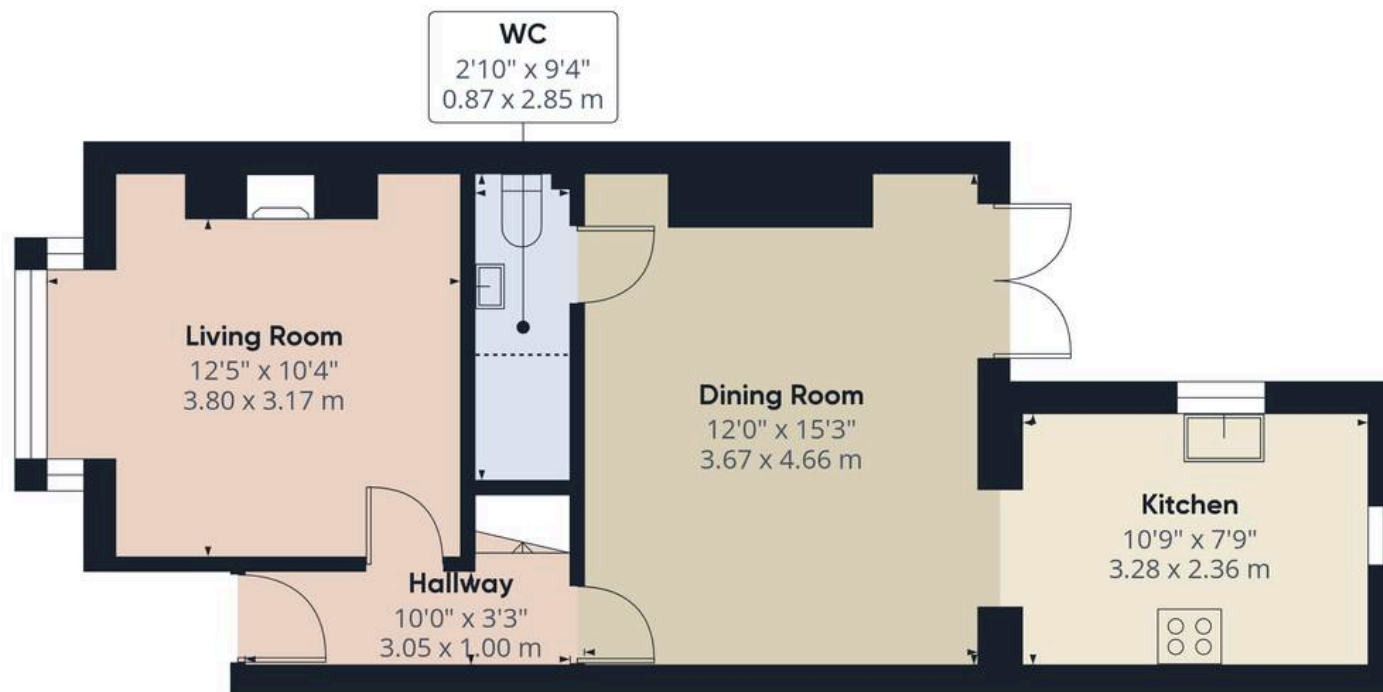 WC
2'10" x 9'4"
0.87 x 2.85 m
Living Room
12'5" x 10'4"
3.80 x 3.17 m
Dining Room
12'0" x 15'3"
3.67 x 4.66 m
Kitchen
10'9" x 7'9"
3.28 x 2.36 m
Hallway
10'0" x 3'3"
3.05 x 1.00 m